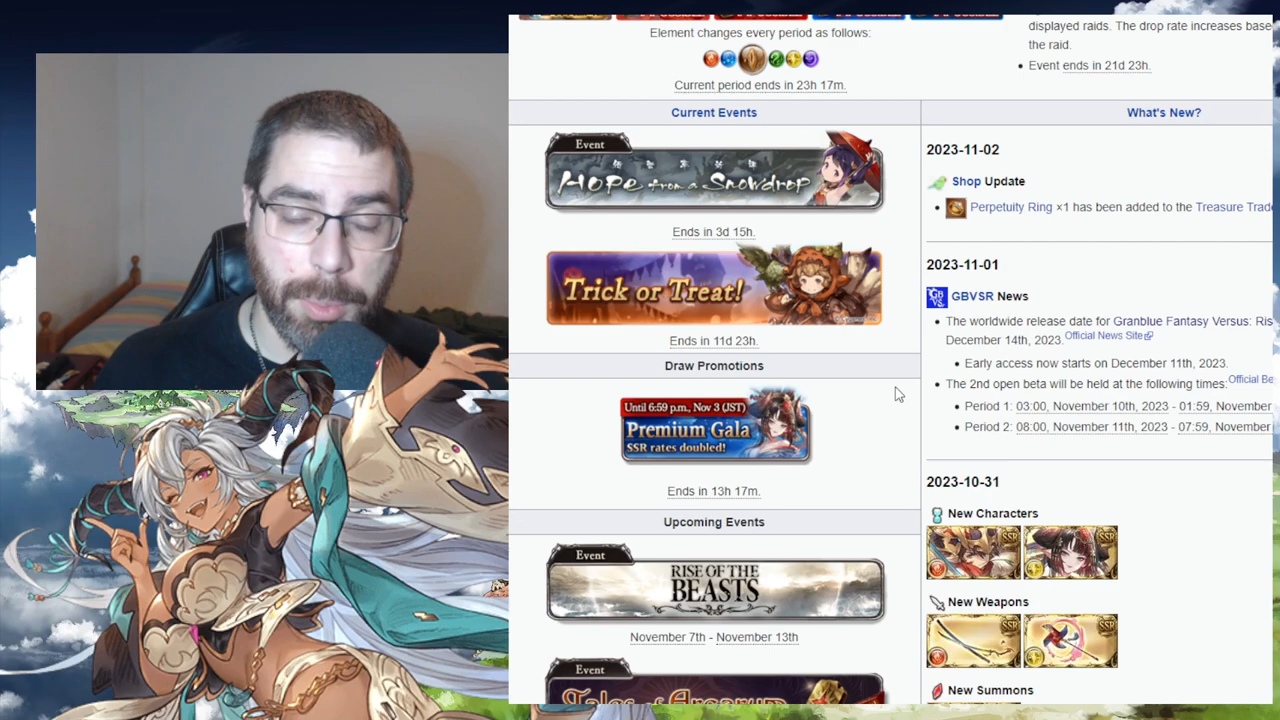 Element changes every period as follows:
Current period ends in 23h 17m.
displayed raids. The drop rate increases
the raid.
Event ends in 21d 23h.
Current Events
Event
HOPE from a Snowdrop
Ends in 3d 15h.
Trick or Treat!
Ends in 11d 23h.
Draw Promotions
Until 6:59 p.m., Nov 3 (JST)
Premium Gala
SSR rates doubled!
Ends in 13h 17m.
Upcoming Events
Event
RISE OF THE
BEASTS
November 7th - November 13th
Event
Tales of Arcarum
What's New?
2023-11-02
Shop Update
Perpetuity Ring ×1 has been added to the Treasure
2023-11-01
GBVSR News
The worldwide release date for Granblue Fantasy Versus:
December 14th, 2023. Official News Site
Early access now starts on December 11th, 2023.
The 2nd open beta will be held at the following times: Official
Period 1: 03:00, November 10th, 2023 - 01:59, November
Period 2: 08:00, November 11th, 2023 - 07:59, November
2023-10-31
New Characters
SSR
SSR
New Weapons
SSR
SSR
New Summons